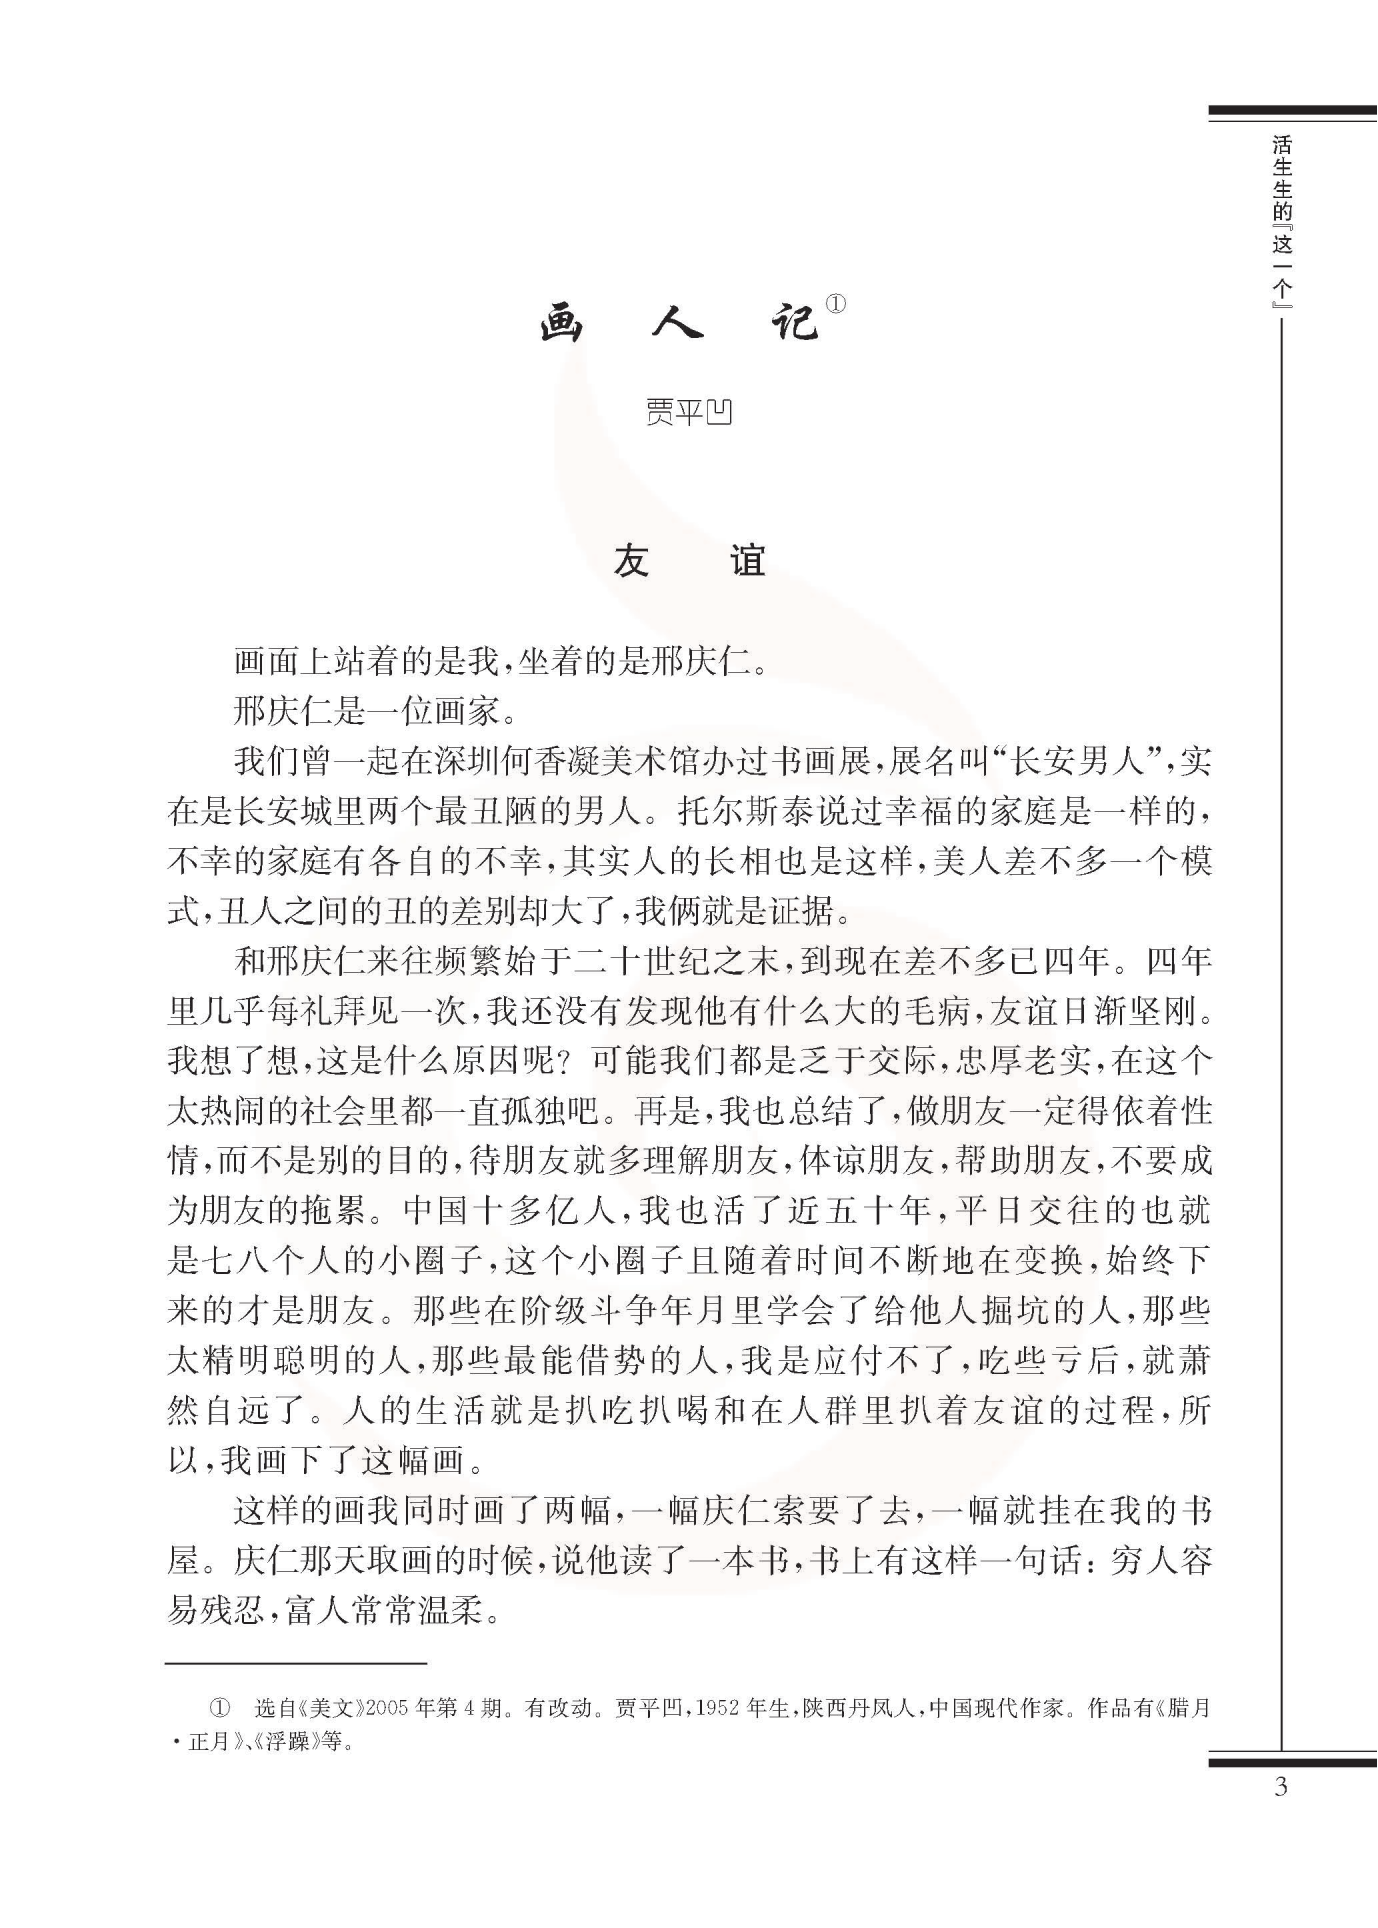 活生生的『这一个』
画人记①
贾平凹
友谊
画面上站着的是我,坐着的是邢庆仁。
邢庆仁是一位画家。
我们曾一起在深圳何香凝美术馆办过书画展,展名叫“长安男人”,实
在是长安城里两个最丑陋的男人。托尔斯泰说过幸福的家庭是一样的,
不幸的家庭有各自的不幸,其实人的长相也是这样,美人差不多一个模
式,丑人之间的丑的差别却大了,我俩就是证据。
和邢庆仁来往频繁始于二十世纪之末,到现在差不多已四年。四年
里几乎每礼拜见一次,我还没有发现他有什么大的毛病,友谊日渐坚刚。
我想了想,这是什么原因呢？可能我们都是乏于交际,忠厚老实,在这个
太热闹的社会里都一直孤独吧。再是,我也总结了,做朋友一定得依着性
情,而不是别的目的,待朋友就多理解朋友,体谅朋友,帮助朋友,不要成
为朋友的拖累。中国十多亿人,我也活了近五十年,平日交往的也就
是七八个人的小圈子,这个小圈子且随着时间不断地在变换,始终下
来的才是朋友。那些在阶级斗争年月里学会了给他人掘坑的人,那些
太精明聪明的人,那些最能借势的人,我是应付不了,吃些亏后,就萧
然自远了。人的生活就是扒吃扒喝和在人群里扒着友谊的过程,所
以,我画下了这幅画。
这样的画我同时画了两幅,一幅庆仁索要了去,一幅就挂在我的书
屋。庆仁那天取画的时候,说他读了一本书,书上有这样一句话：穷人容
易残忍,富人常常温柔。
① 选自《美文》2005年第4期。有改动。贾平凹,1952年生,陕西丹凤人,中国现代作家。作品有《腊月
·正月》、《浮躁》等。
3